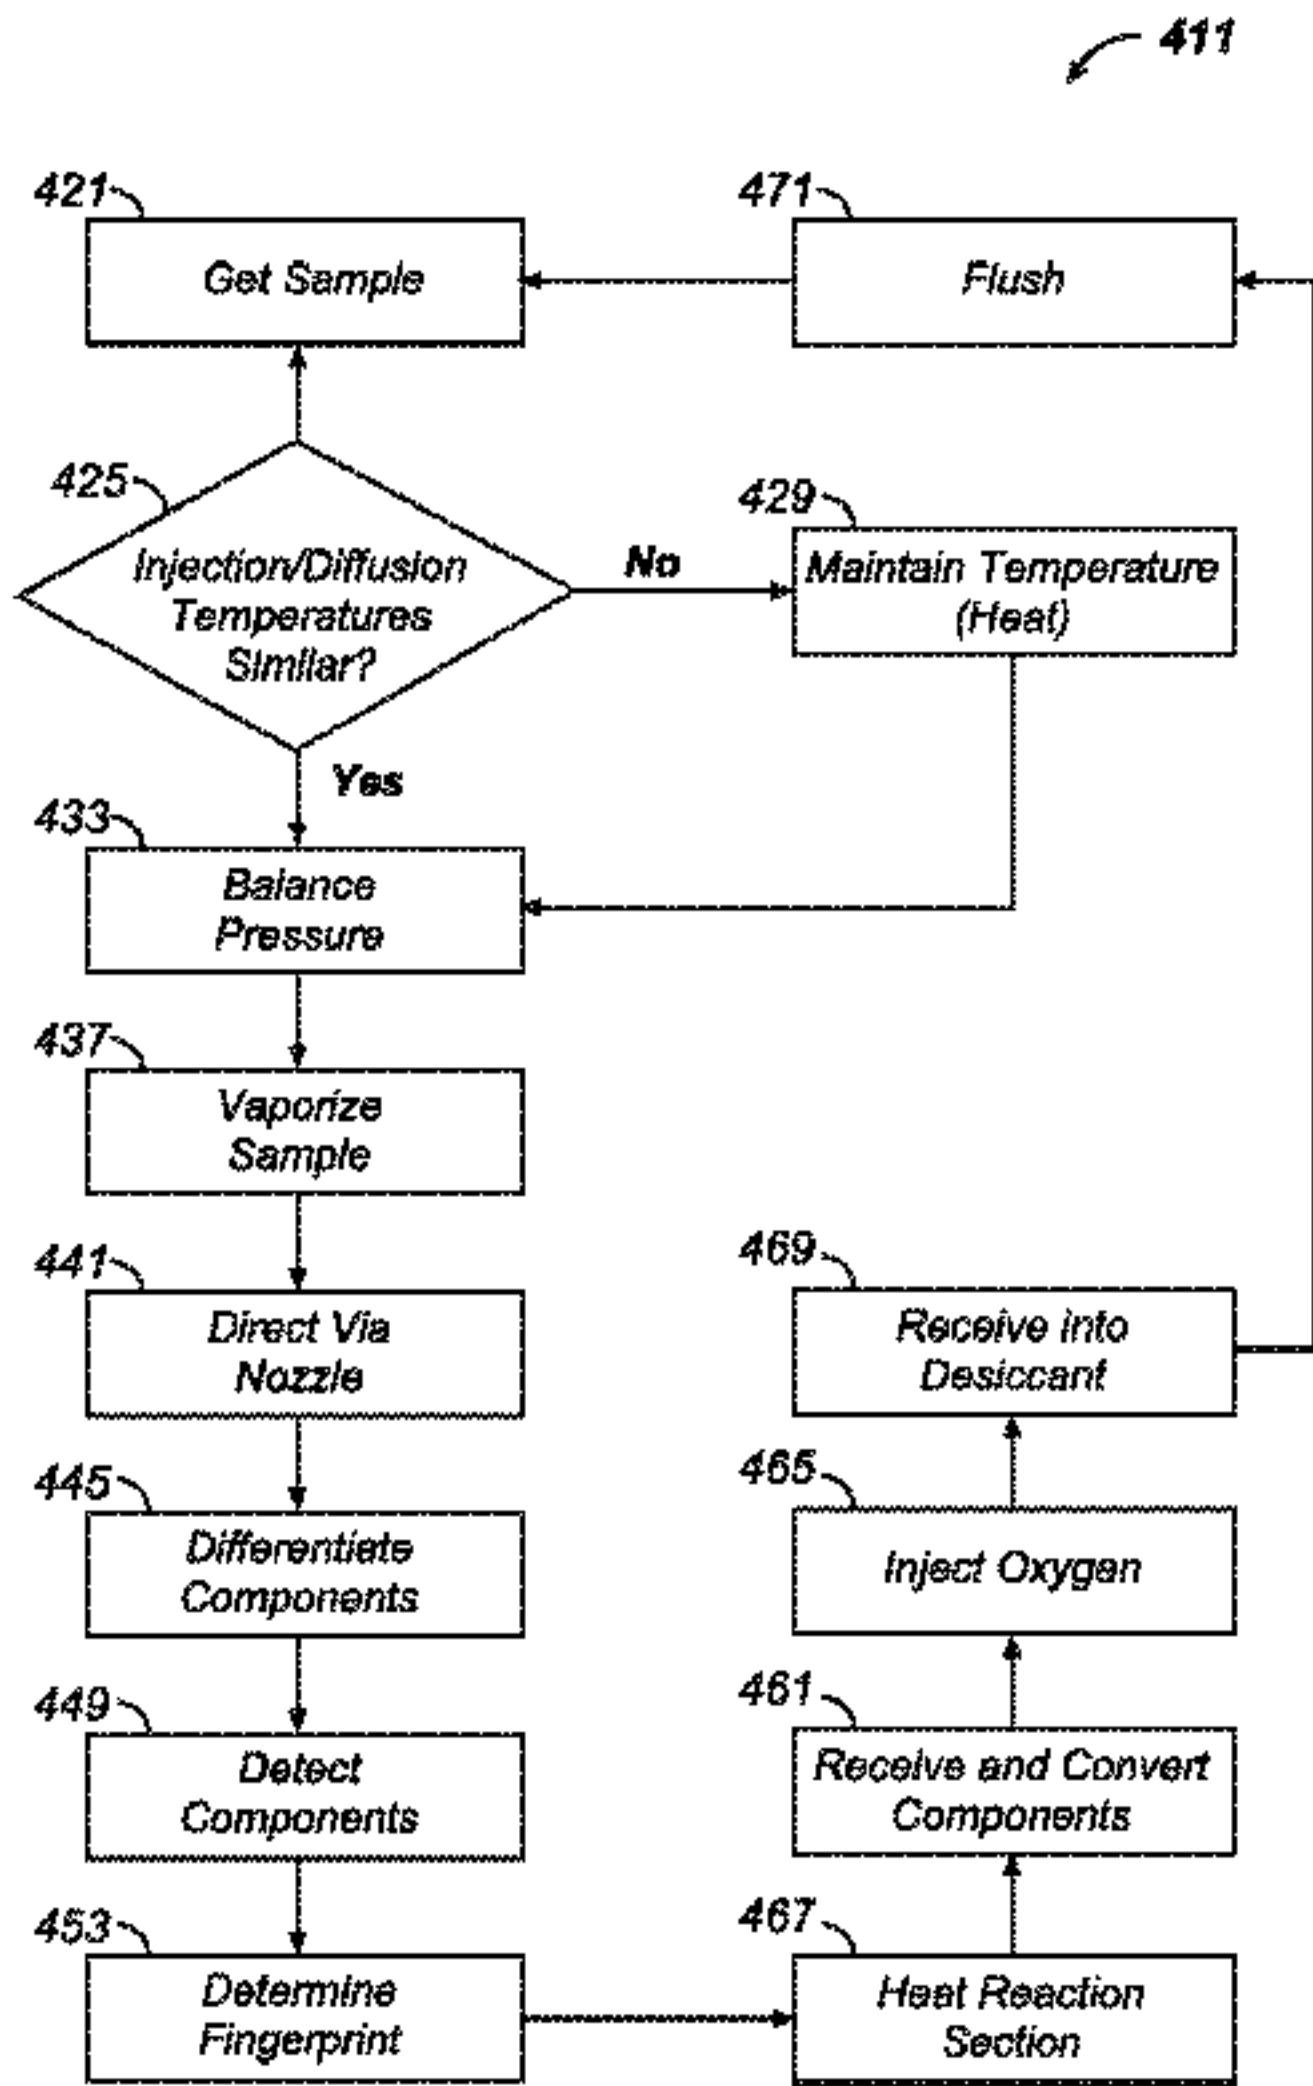 411
421
Get Sample
471
Flush
425
Injection/Diffusion
Temperatures
Similar?
No
429
Maintain Temperature
(Heat)
Yes
433
Balance
Pressure
437
Vaporize
Sample
441
Direct Via
Nozzle
445
Differentiate
Components
449
Detect
Components
453
Determine
Fingerprint
469
Receive into
Desiccant
465
Inject Oxygen
461
Receive and Convert
Components
467
Heat Reaction
Section